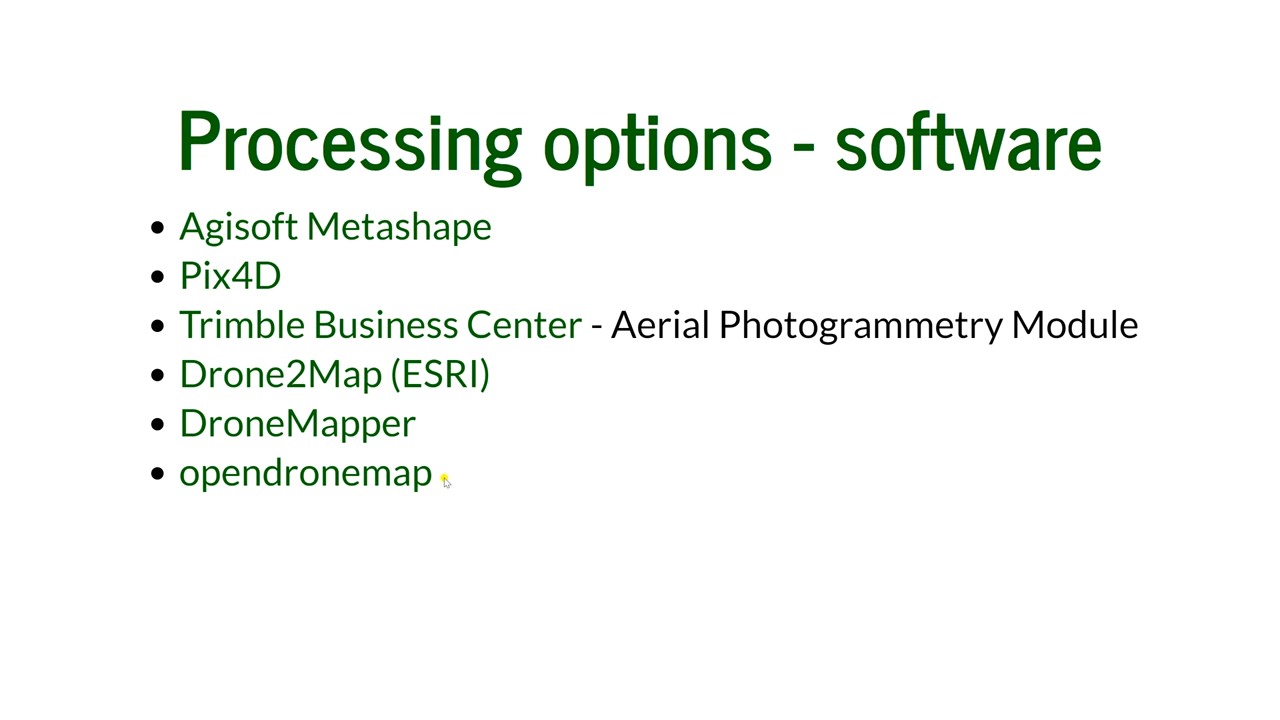 Processing options - software
Agisoft Metashape
Pix4D
Trimble Business Center - Aerial Photogrammetry Module
Drone2Map (ESRI)
DroneMapper
opendronemap